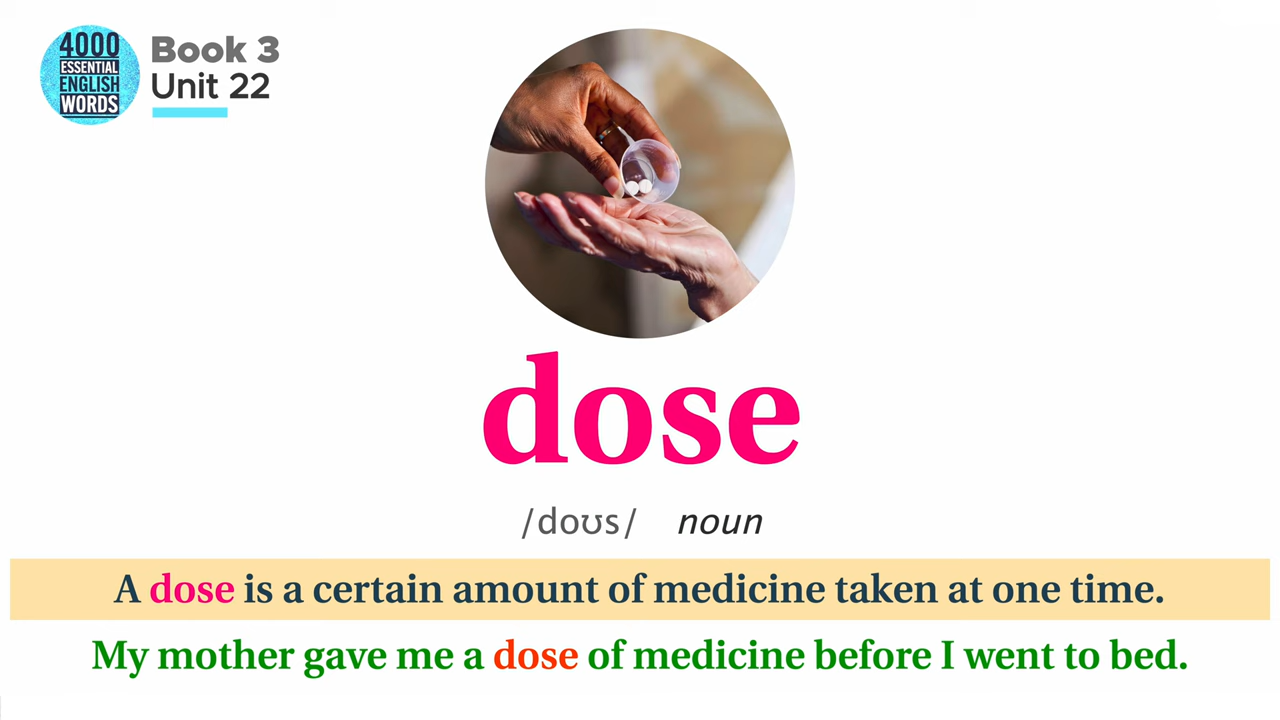 4000
ESSENTIAL
ENGLISH
WORDS
Book 3
Unit 22
dose
/doʊs/ noun
A dose is a certain amount of medicine taken at one time.
My mother gave me a dose of medicine before I went to bed.